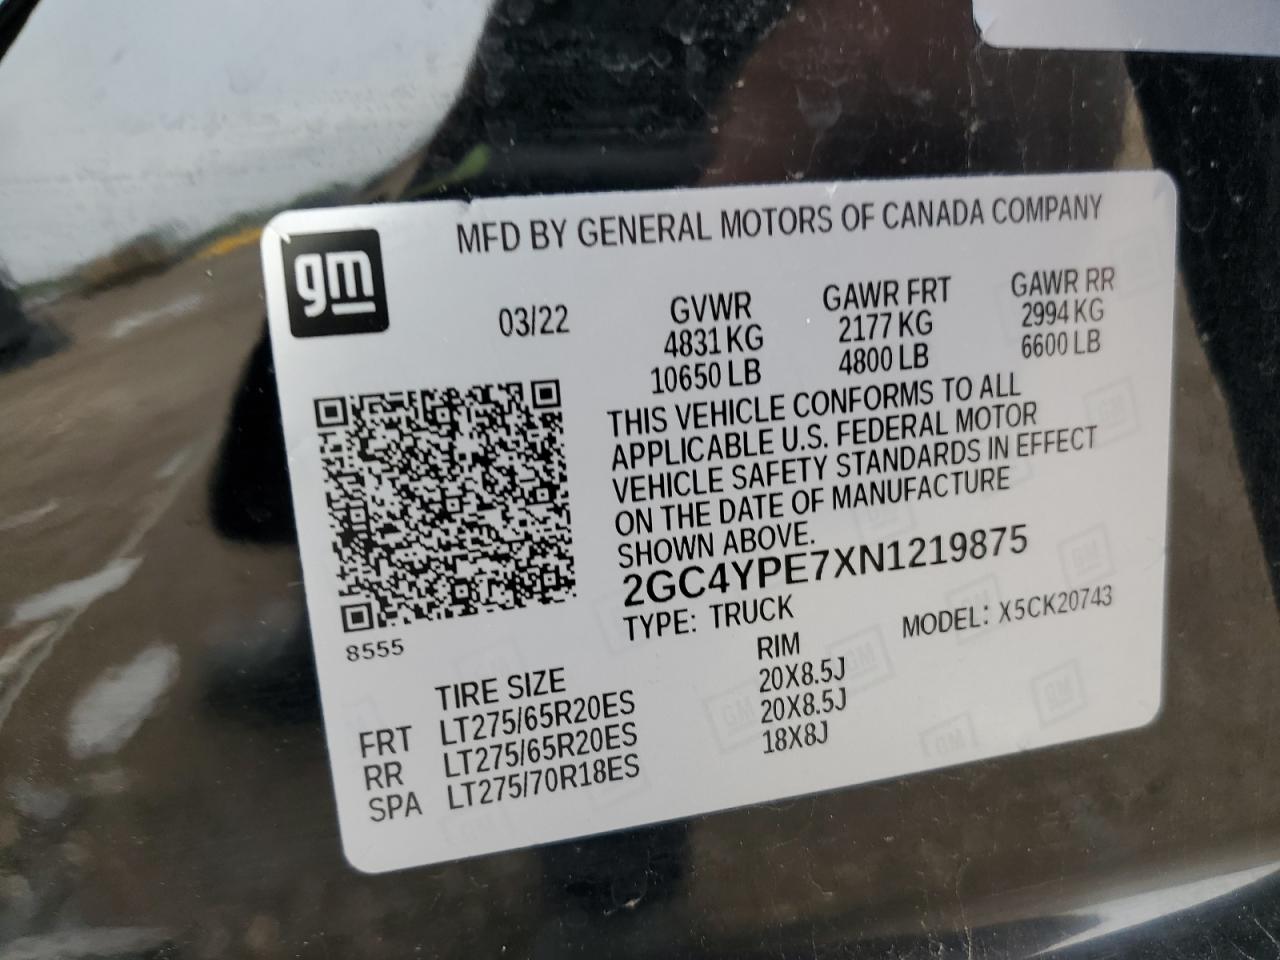 gm
MFD BY GENERAL MOTORS OF CANADA COMPANY
03/22
GVWR
4831 KG
10650 LB
GAWR FRT
2177 KG
4800 LB
GAWR RR
2994 KG
6600 LB
THIS VEHICLE CONFORMS TO ALL
APPLICABLE U.S. FEDERAL MOTOR
VEHICLE SAFETY STANDARDS IN EFFECT
ON THE DATE OF MANUFACTURE
SHOWN ABOVE.
2GC4YPE7XN1219875
TYPE: TRUCK
MODEL: X5CK20743
8555
TIRE SIZE RIM
FRT LT275/65R20ES 20X8.5J
RR LT275/65R20ES 20X8.5J
SPA LT275/70R18ES 18X8J